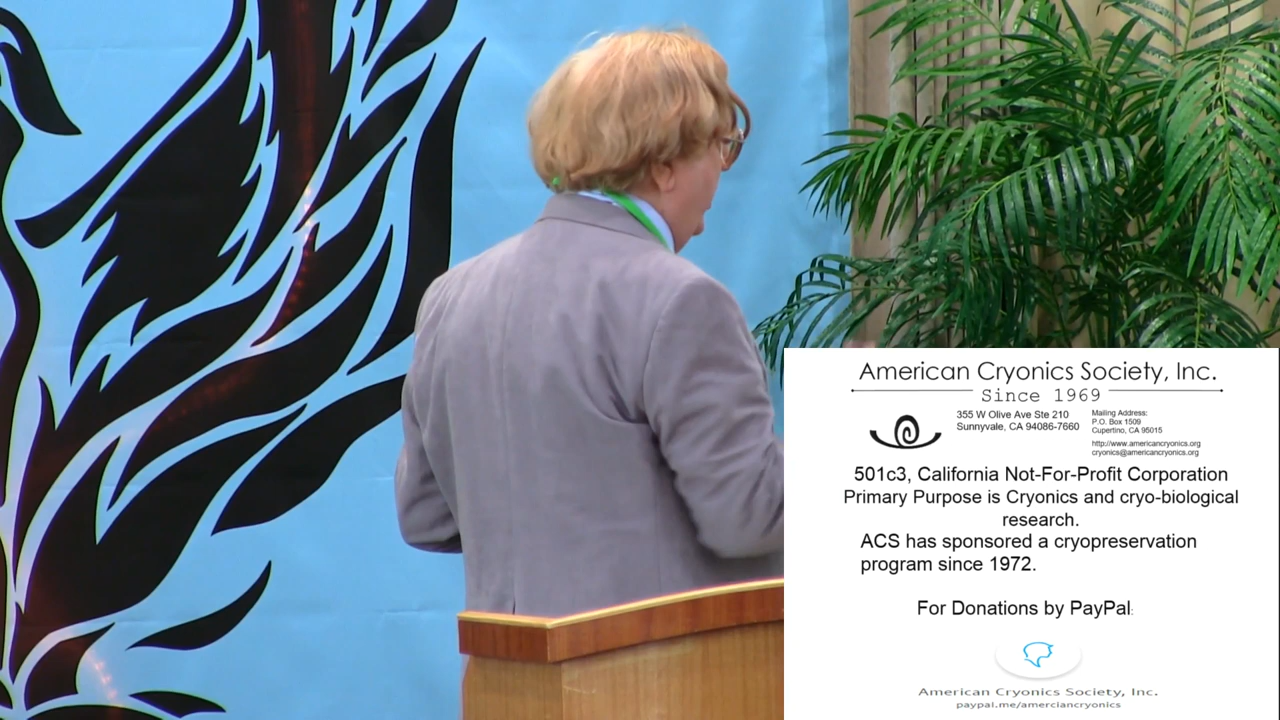 American Cryonics Society, Inc.
Since 1969
355 W Olive Ave Ste 210
Sunnyvale, CA 94086-7660
Mailing Address:
P.O. Box 1509
Cupertino, CA 95015
http://www.americancryonics.org
cryonics@americancryonics.org
501c3, California Not-For-Profit Corporation
Primary Purpose is Cryonics and cryo-biological
research.
ACS has sponsored a cryopreservation
program since 1972.
For Donations by PayPal:
American Cryonics Society, Inc.
paypal.me/amerciancryonics